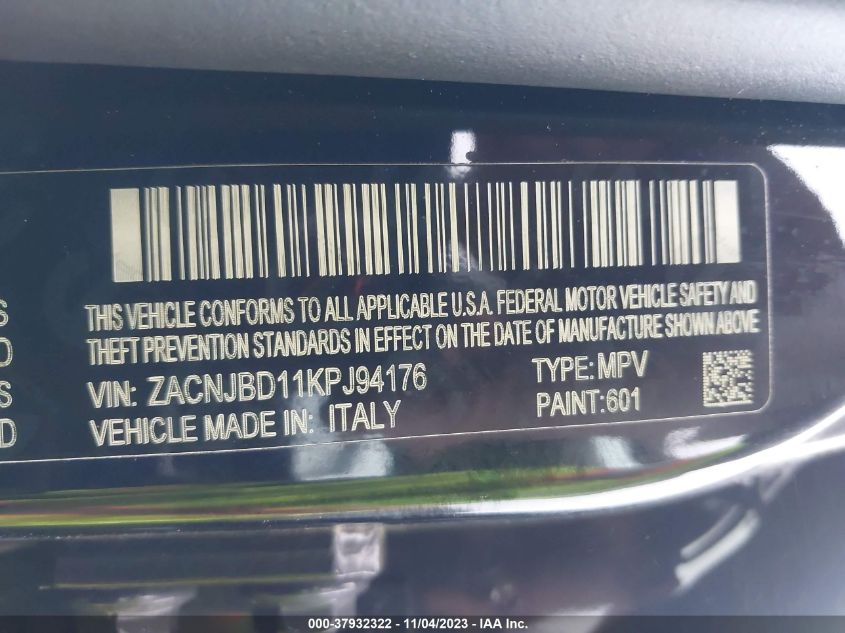 THIS VEHICLE CONFORMS TO ALL APPLICABLE U.S.A. FEDERAL MOTOR VEHICLE SAFETY AND
S
THEFT PREVENTION STANDARDS IN EFFECT ON THE DATE OF MANUFACTURE SHOWN ABOVE
D
VIN: ZACNJBD11KPJ94176 TYPE: MPV
S
VEHICLE MADE IN: ITALY PAINT:601
D
000-37932322 — 11/04/2023 - IAAI Inc.